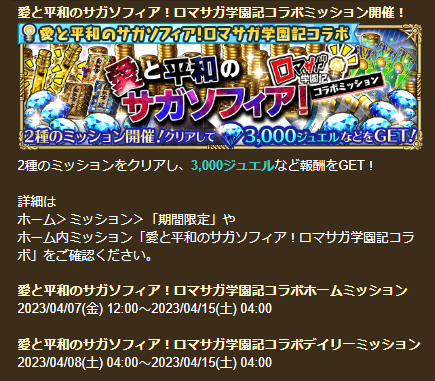 愛と平和のサガソフィア！ロマサガ学園記コラボミッション開催！
愛と平和のサガソフィア!ロマサガ学園記コラボ
愛と平和の
サガソフィア!
ロマサガ
学園記
コラボミッション
2種のミッション開催!クリアして
3,000ジュエルなどをGET!
2種のミッションをクリアし、3,000ジュエルなど報酬をGET！
詳細は
ホーム＞ミッション＞「期間限定」や
ホーム内ミッション「愛と平和のサガソフィア！ロマサガ学園記コラ
ボ」をご確認ください。
愛と平和のサガソフィア！ロマサガ学園記コラボホームミッション
2023/04/07(金) 12:00～2023/04/15(土) 04:00
愛と平和のサガソフィア！ロマサガ学園記コラボデイリーミッション
2023/04/08(土) 04:00～2023/04/15(土) 04:00